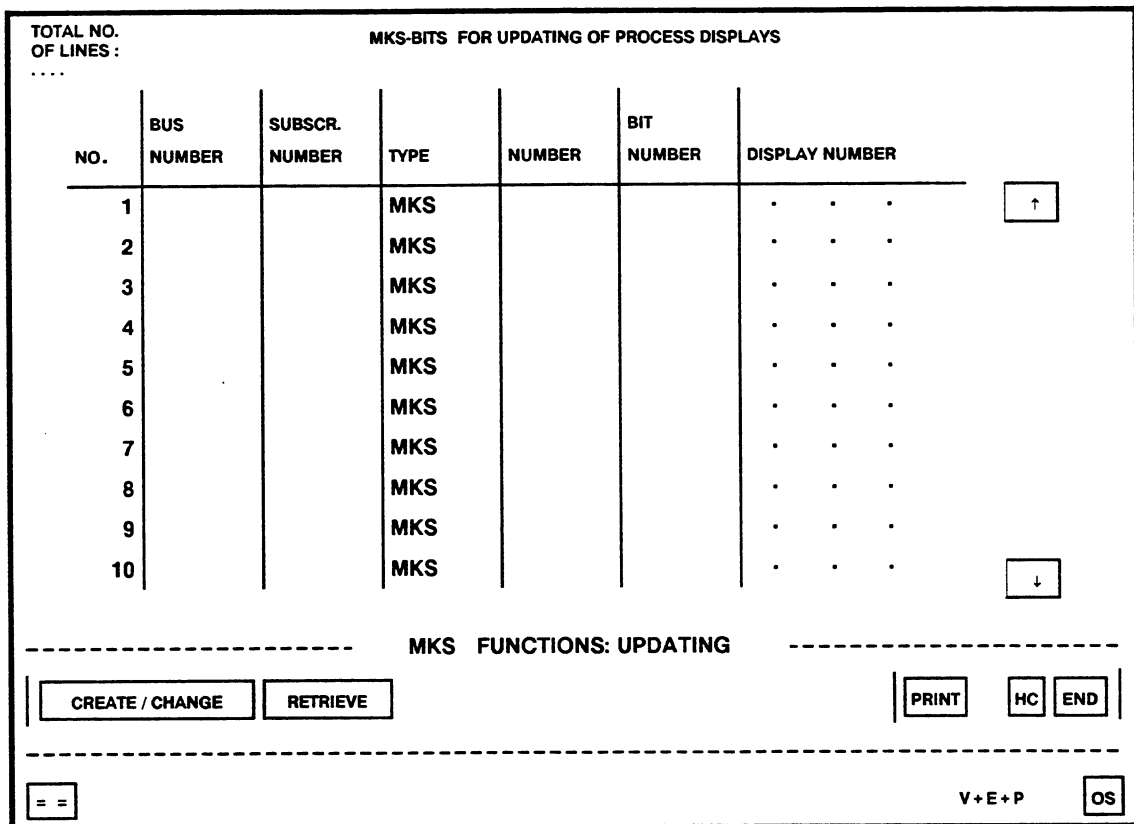 TOTAL NO.
OF LINES :
. . . .
MKS-BITS FOR UPDATING OF PROCESS DISPLAYS
NO.
BUS
NUMBER
SUBSCR.
NUMBER
TYPE
NUMBER
BIT
NUMBER
DISPLAY NUMBER
1 MKS . . .
↑
2 MKS . . .
3 MKS . . .
4 MKS . . .
5 MKS . . .
6 MKS . . .
7 MKS . . .
8 MKS . . .
9 MKS . . .
10 MKS . . .
↓
MKS FUNCTIONS: UPDATING
CREATE / CHANGE RETRIEVE PRINT HC END
= = V + E + P OS